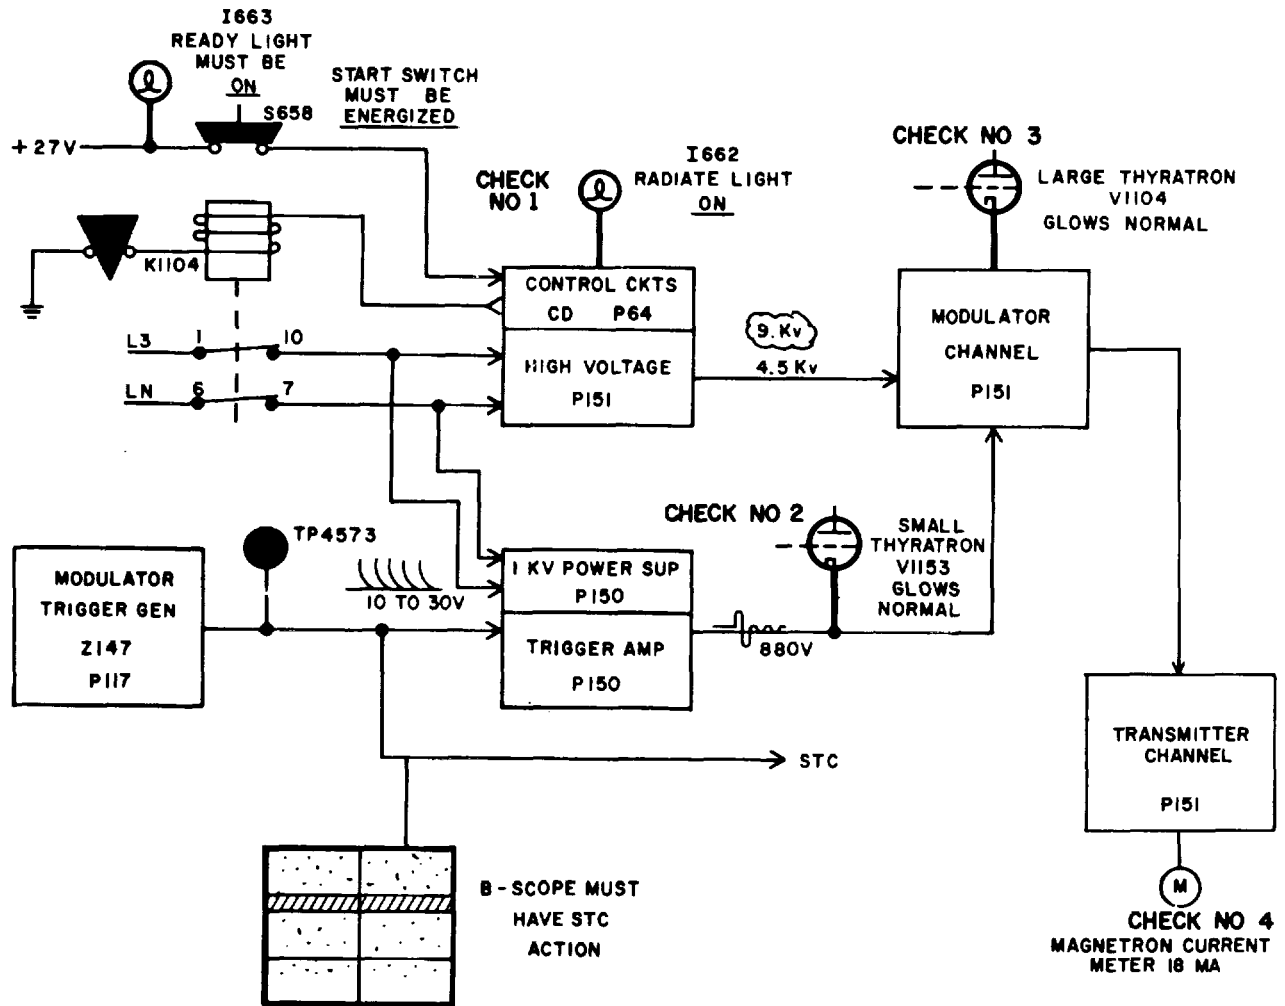 I663
READY LIGHT
MUST BE
ON
START SWITCH
MUST BE
ENERGIZED
S658
+27V
CHECK
NO 1
I662
RADIATE LIGHT
ON
CHECK NO 3
LARGE THYRATRON
V1104
GLOWS NORMAL
K1104
CONTROL CKTS
CD P64
HIGH VOLTAGE
P151
L3 1 10
LN 6 7
9. Kv
4.5 Kv
MODULATOR
CHANNEL
P151
CHECK NO 2
SMALL
THYRATRON
V1153
GLOWS
NORMAL
TP4573
10 TO 30V
MODULATOR
TRIGGER GEN
Z147
P117
1 KV POWER SUP
P150
TRIGGER AMP
P150
880V
STC
TRANSMITTER
CHANNEL
P151
B-SCOPE MUST
HAVE STC
ACTION
M
CHECK NO 4
MAGNETRON CURRENT
METER 18 MA